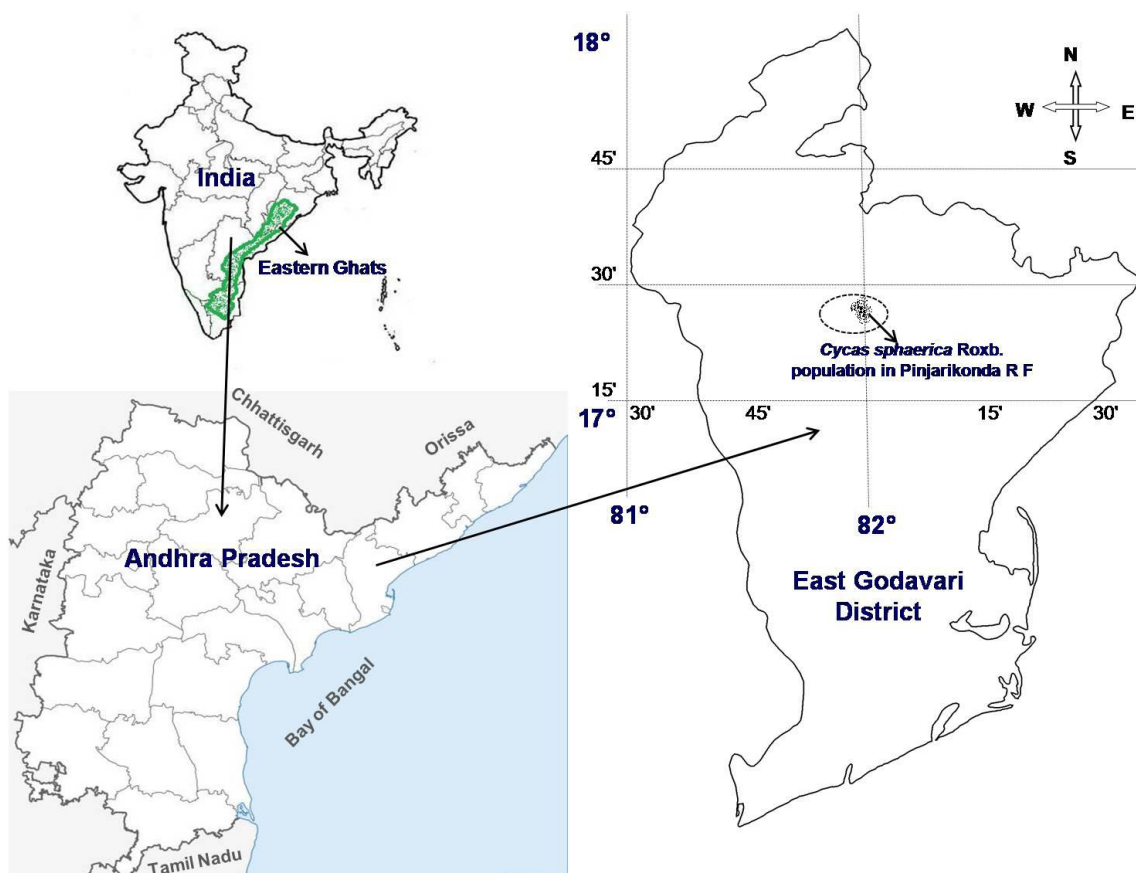 India
Eastern Ghats
Chhattisgarh
Orissa
Karnataka
Andhra Pradesh
Bay of Bangal
Tamil Nadu
18°
N
W
E
S
45'
30'
Cycas sphaerica Roxb.
population in Pinjarikonda R F
15'
17°
30'
45'
15'
30'
81°
82°
East Godavari
District